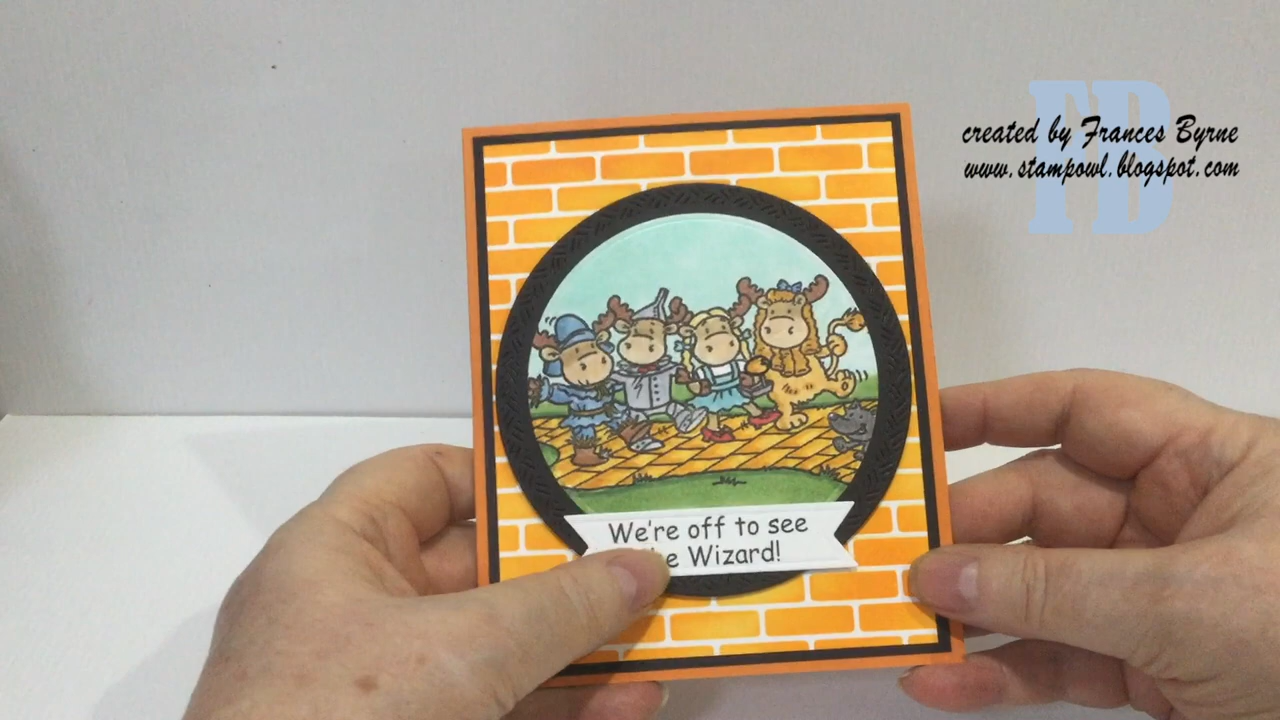 FB
created by Frances Byrne
www.stampowl.blogspot.com
We're off to see
Wizard!